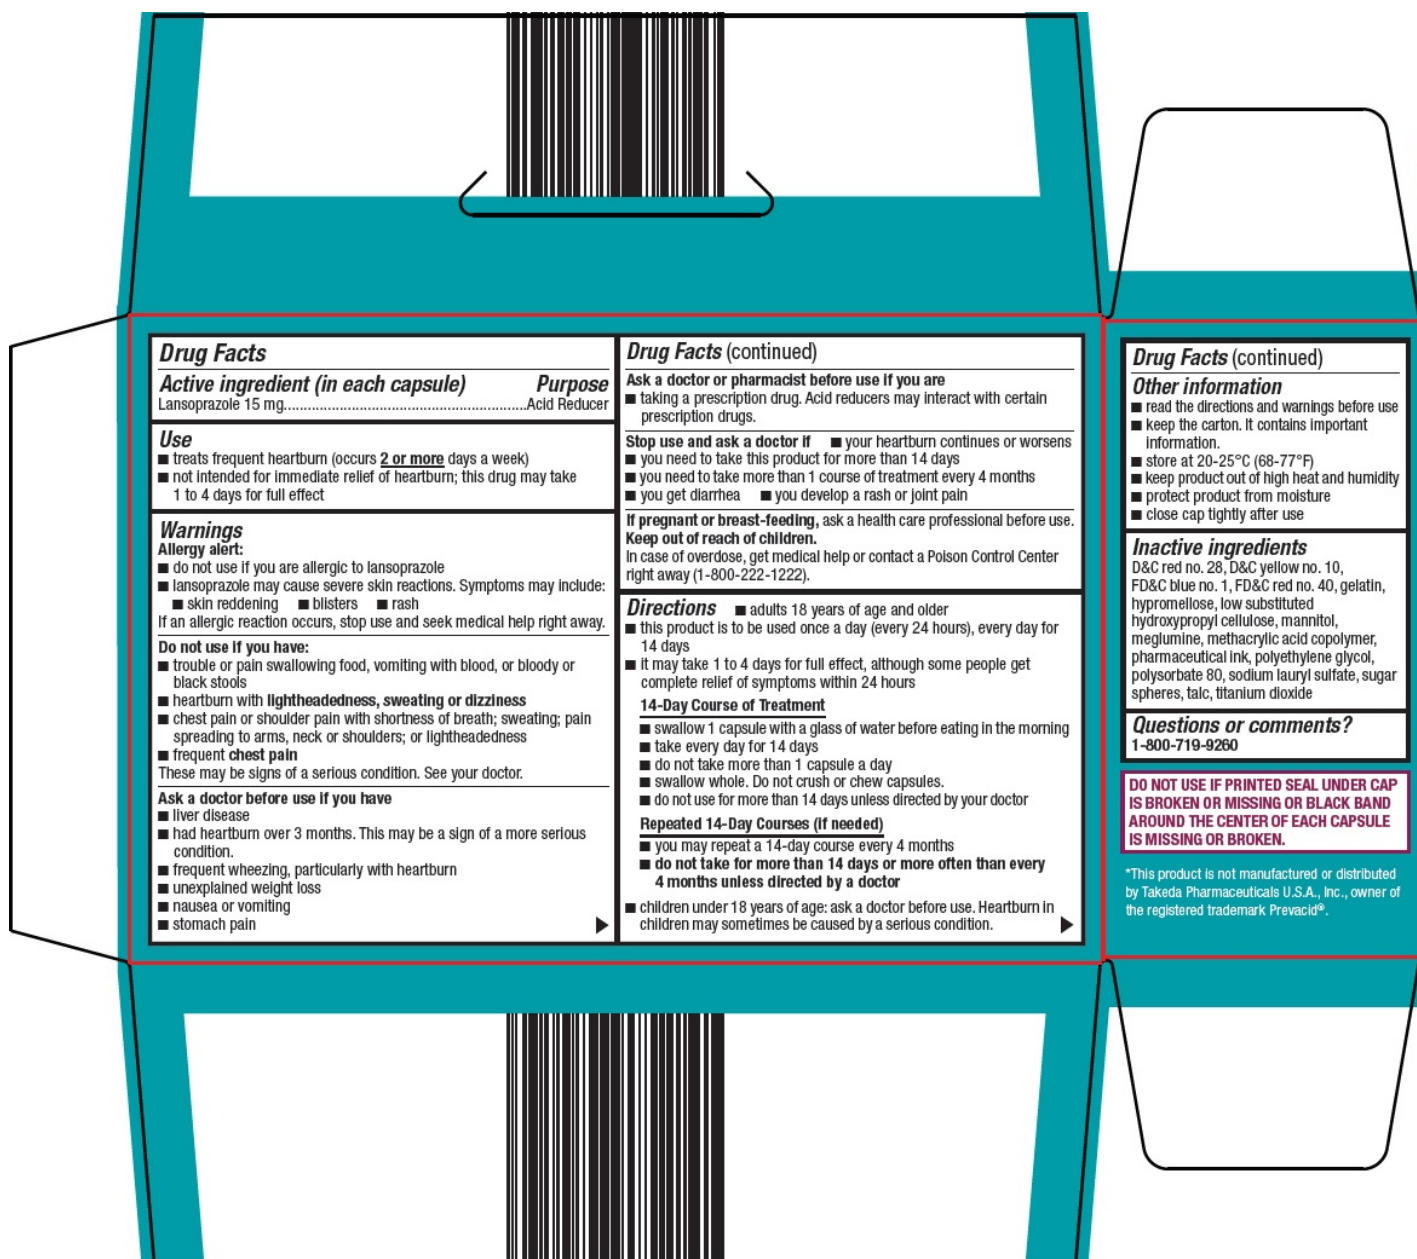 Drug Facts
Active ingredient (in each capsule) Purpose
Lansoprazole 15 mg.............................................................Acid Reducer
Use
■ treats frequent heartburn (occurs 2 or more days a week)
■ not intended for immediate relief of heartburn; this drug may take
1 to 4 days for full effect
Warnings
Allergy alert:
■ do not use if you are allergic to lansoprazole
■ lansoprazole may cause severe skin reactions. Symptoms may include:
■ skin reddening ■ blisters ■ rash
If an allergic reaction occurs, stop use and seek medical help right away.
Do not use if you have:
■ trouble or pain swallowing food, vomiting with blood, or bloody or
black stools
■ heartburn with lightheadedness, sweating or dizziness
■ chest pain or shoulder pain with shortness of breath; sweating; pain
spreading to arms, neck or shoulders; or lightheadedness
■ frequent chest pain
These may be signs of a serious condition. See your doctor.
Ask a doctor before use if you have
■ liver disease
■ had heartburn over 3 months. This may be a sign of a more serious
condition.
■ frequent wheezing, particularly with heartburn
■ unexplained weight loss
■ nausea or vomiting
■ stomach pain
Drug Facts (continued)
Ask a doctor or pharmacist before use if you are
■ taking a prescription drug. Acid reducers may interact with certain
prescription drugs.
Stop use and ask a doctor if ■ your heartburn continues or worsens
■ you need to take this product for more than 14 days
■ you need to take more than 1 course of treatment every 4 months
■ you get diarrhea ■ you develop a rash or joint pain
If pregnant or breast-feeding, ask a health care professional before use.
Keep out of reach of children.
In case of overdose, get medical help or contact a Poison Control Center
right away (1-800-222-1222).
Directions ■ adults 18 years of age and older
■ this product is to be used once a day (every 24 hours), every day for
14 days
■ it may take 1 to 4 days for full effect, although some people get
complete relief of symptoms within 24 hours
14-Day Course of Treatment
■ swallow 1 capsule with a glass of water before eating in the morning
■ take every day for 14 days
■ do not take more than 1 capsule a day
■ swallow whole. Do not crush or chew capsules.
■ do not use for more than 14 days unless directed by your doctor
Repeated 14-Day Courses (if needed)
■ you may repeat a 14-day course every 4 months
■ do not take for more than 14 days or more often than every
4 months unless directed by a doctor
■ children under 18 years of age: ask a doctor before use. Heartburn in
children may sometimes be caused by a serious condition.
Drug Facts (continued)
Other information
■ read the directions and warnings before use
■ keep the carton. It contains important
information.
■ store at 20-25°C (68-77°F)
■ keep product out of high heat and humidity
■ protect product from moisture
■ close cap tightly after use
Inactive ingredients
D&C red no. 28, D&C yellow no. 10,
FD&C blue no. 1, FD&C red no. 40, gelatin,
hypromellose, low substituted
hydroxypropyl cellulose, mannitol,
meglumine, methacrylic acid copolymer,
pharmaceutical ink, polyethylene glycol,
polysorbate 80, sodium lauryl sulfate, sugar
spheres, talc, titanium dioxide
Questions or comments?
1-800-719-9260
DO NOT USE IF PRINTED SEAL UNDER CAP
IS BROKEN OR MISSING OR BLACK BAND
AROUND THE CENTER OF EACH CAPSULE
IS MISSING OR BROKEN.
*This product is not manufactured or distributed
by Takeda Pharmaceuticals U.S.A., Inc., owner of
the registered trademark Prevacid®.